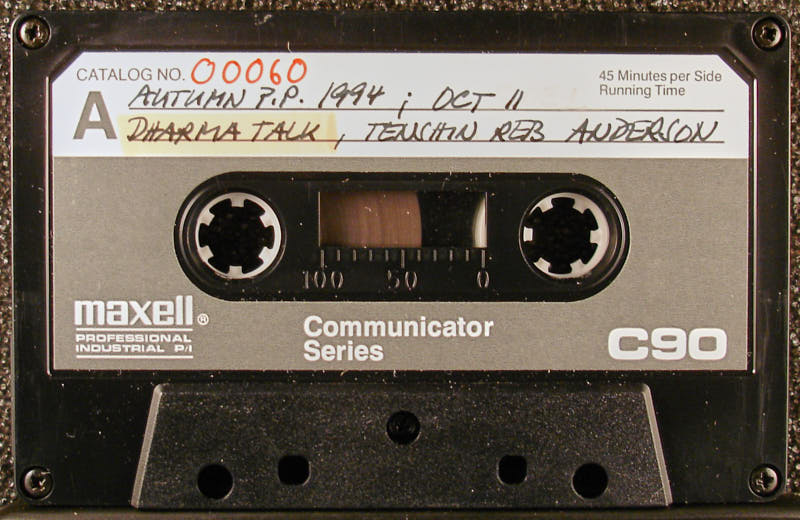 CATALOG NO. 00060
45 Minutes per Side
Running Time
A AUTUMN P.P. 1994 ; OCT 11
DHARMA TALK, TENSHIN REB ANDERSON
100 50 0
maxell®
PROFESSIONAL
INDUSTRIAL P/I
Communicator
Series
C90